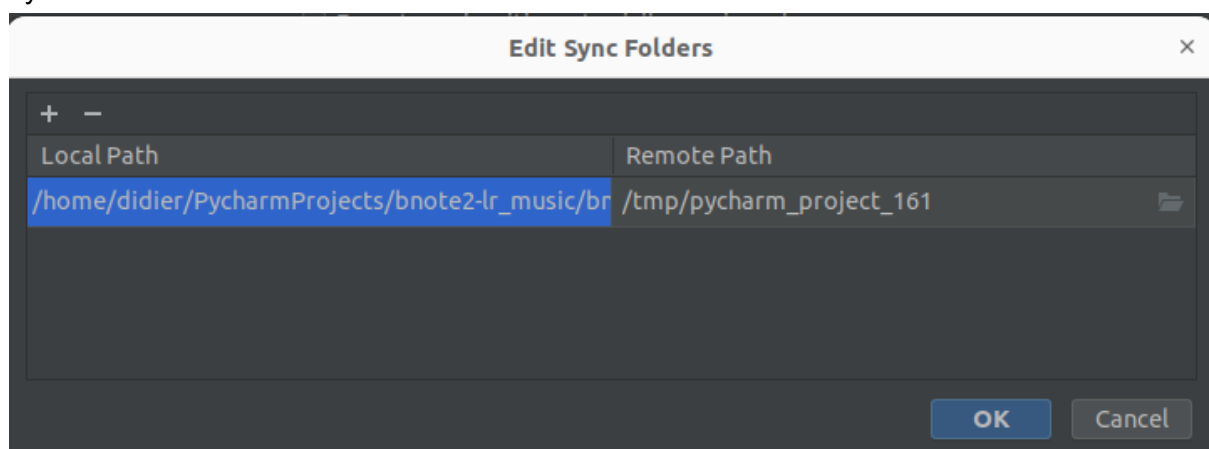 Edit Sync Folders ×
+ −
Local Path Remote Path
/home/didier/PycharmProjects/bnote2-lr_music/br /tmp/pycharm_project_161
OK Cancel